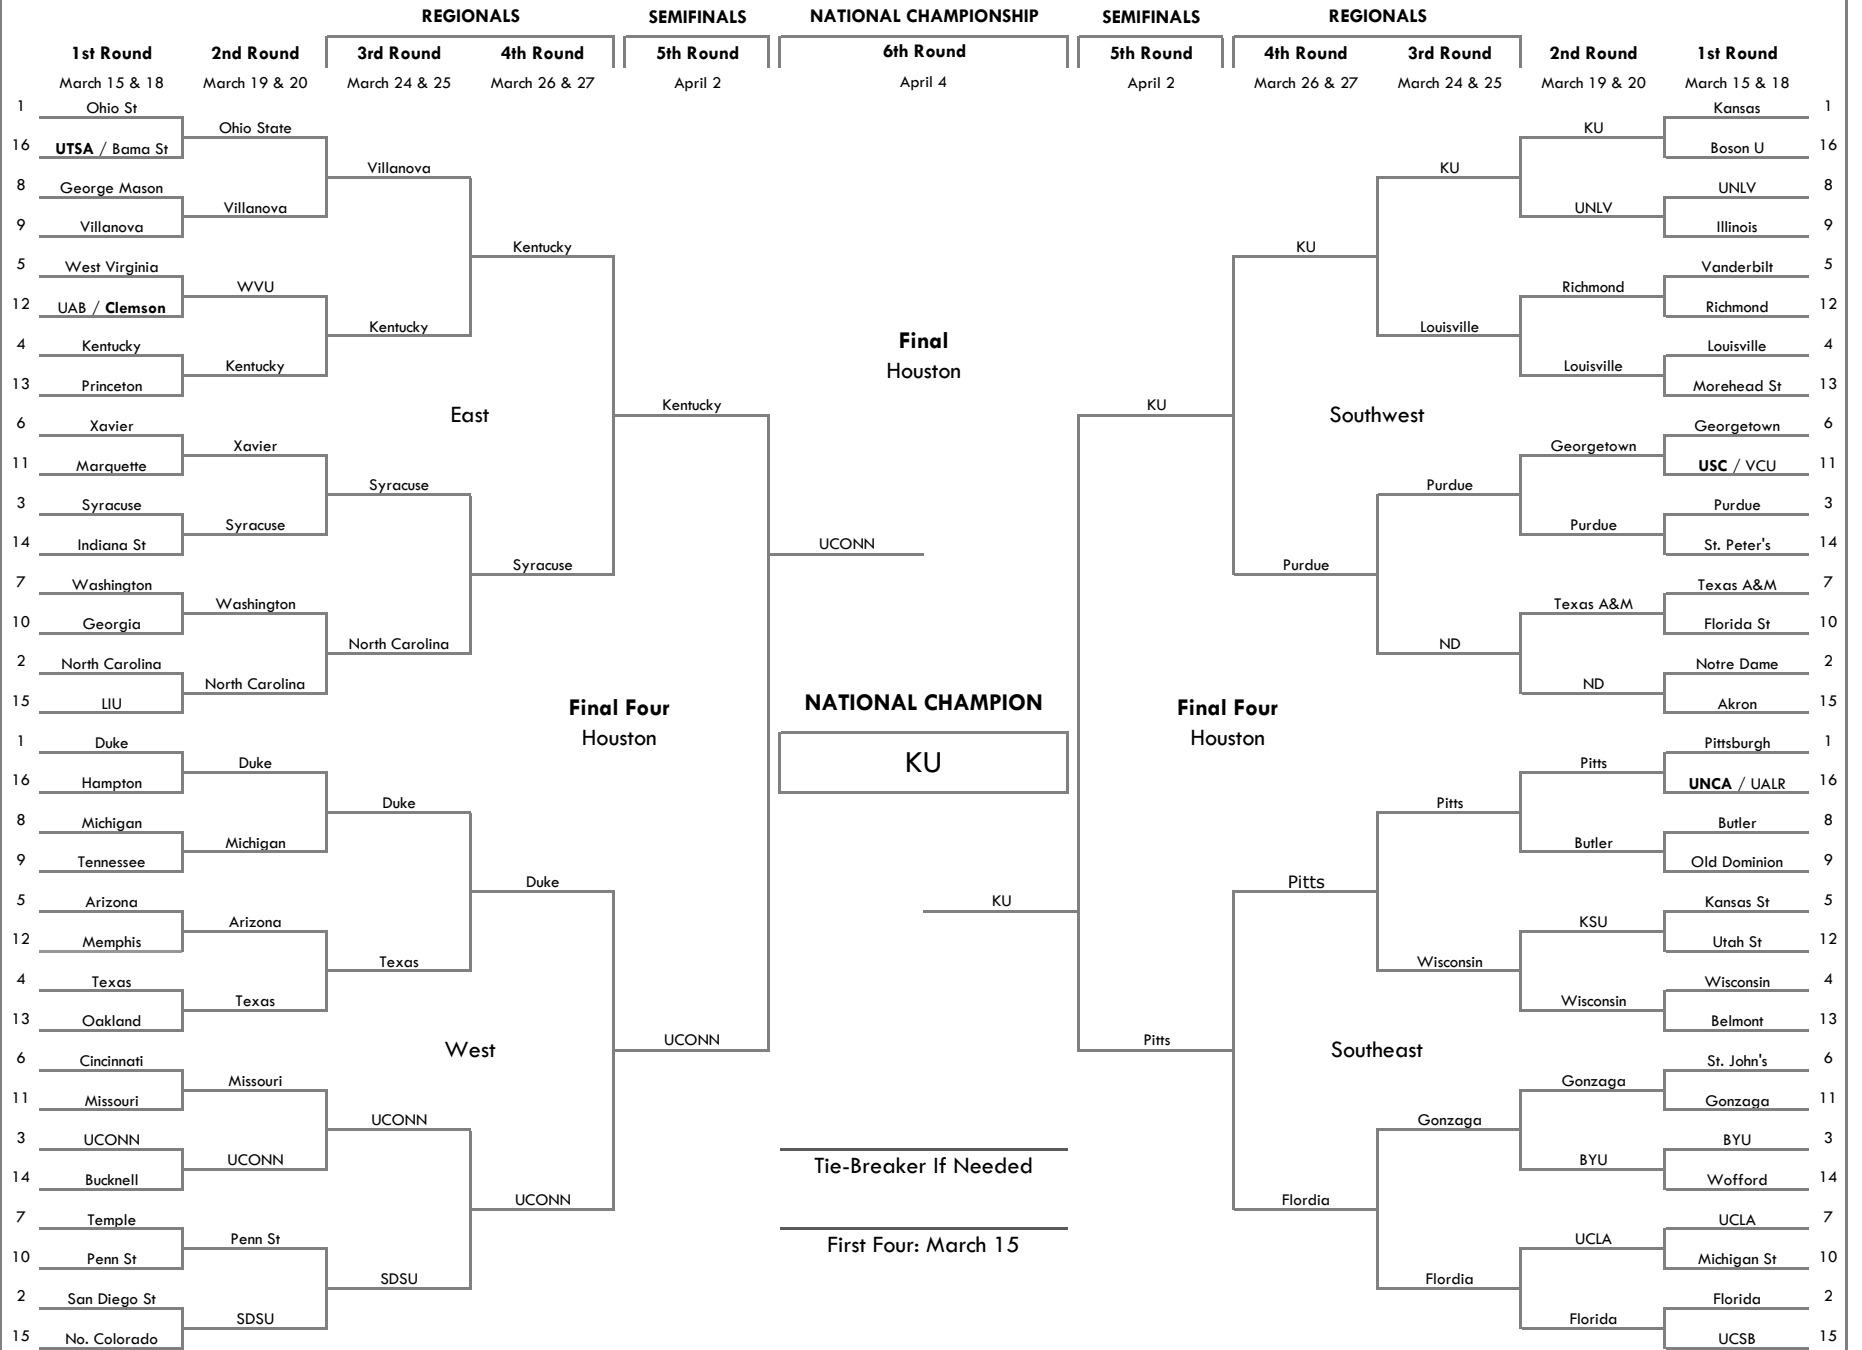 REGIONALS SEMIFINALS NATIONAL CHAMPIONSHIP SEMIFINALS REGIONALS
1st Round 2nd Round 3rd Round 4th Round 5th Round 6th Round 5th Round 4th Round 3rd Round 2nd Round 1st Round
March 15 & 18 March 19 & 20 March 24 & 25 March 26 & 27 April 2 April 4 April 2 March 26 & 27 March 24 & 25 March 19 & 20 March 15 & 18
1 Ohio St Kansas 1
Ohio State KU
16 UTSA / Bama St Boson U 16
Villanova KU
8 George Mason UNLV 8
Villanova UNLV
9 Villanova Illinois 9
Kentucky KU
5 West Virginia Vanderbilt 5
WVU Richmond
12 UAB / Clemson Richmond 12
Kentucky Louisville
Final
4 Kentucky Louisville 4
Kentucky Houston Louisville
13 Princeton Morehead St 13
Kentucky KU
East Southwest
6 Xavier Georgetown 6
Xavier Georgetown
11 Marquette USC / VCU 11
Syracuse Purdue
3 Syracuse Purdue 3
Syracuse Purdue
14 Indiana St UCONN St. Peter's 14
Syracuse Purdue
7 Washington Texas A&M 7
Washington Texas A&M
10 Georgia Florida St 10
North Carolina ND
2 North Carolina Notre Dame 2
North Carolina ND
15 LIU NATIONAL CHAMPION Akron 15
Final Four Final Four
Houston Houston
1 Duke Pittsburgh 1
Duke KU Pitts
16 Hampton UNCA / UALR 16
Duke Pitts
8 Michigan Butler 8
Michigan Butler
9 Tennessee Old Dominion 9
Duke Pitts
5 Arizona KU Kansas St 5
Arizona KSU
12 Memphis Utah St 12
Texas Wisconsin
4 Texas Wisconsin 4
Texas Wisconsin
13 Oakland Belmont 13
UCONN Pitts
West Southeast
6 Cincinnati St. John's 6
Missouri Gonzaga
11 Missouri Gonzaga 11
UCONN Gonzaga
3 UCONN BYU 3
UCONN BYU
Tie-Breaker If Needed
14 Bucknell Wofford 14
UCONN Flordia
7 Temple UCLA 7
Penn St UCLA
First Four: March 15
10 Penn St Michigan St 10
SDSU Flordia
2 San Diego St Florida 2
SDSU Florida
15 No. Colorado UCSB 15